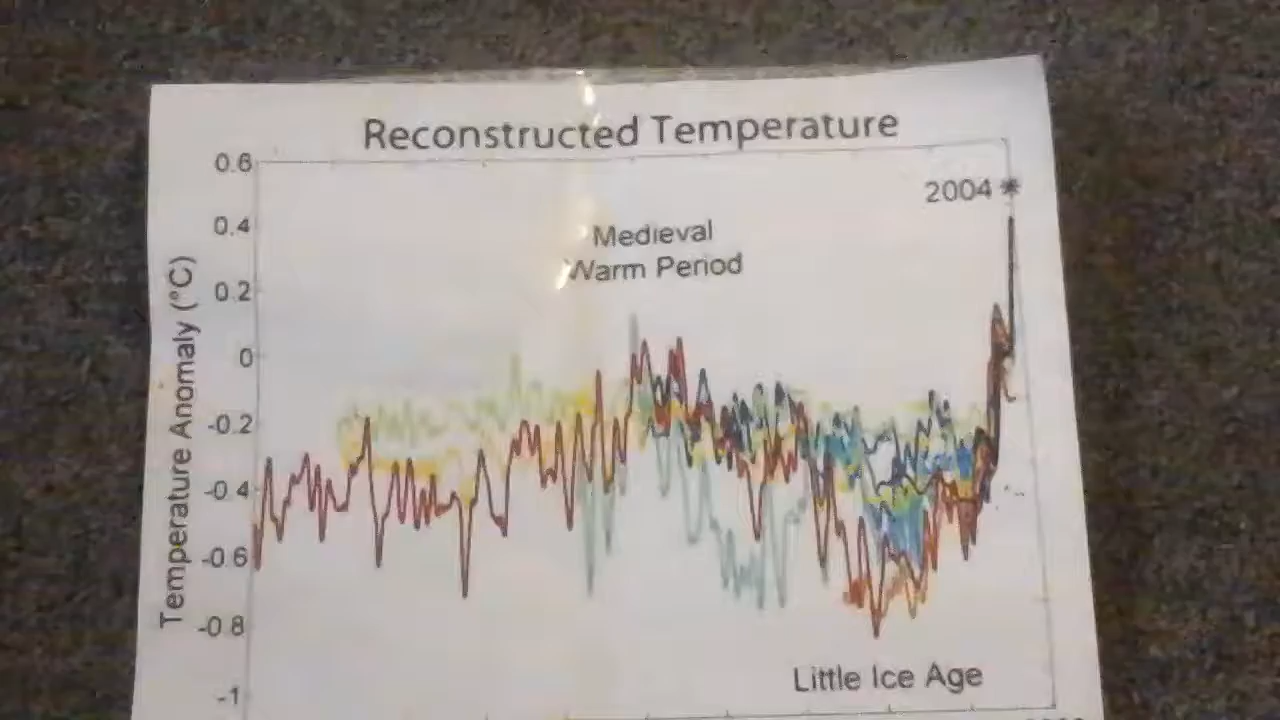 Reconstructed Temperature
0.6
2004 *
0.4
Medieval
Warm Period
0.2
0
-0.2
-0.4
-0.6
-0.8
-1
Temperature Anomaly (°C)
Little Ice Age